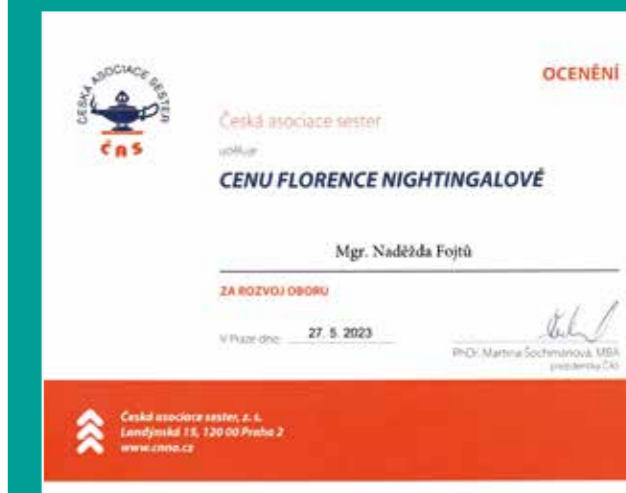 ČESKÁ ASOCIACE SESTER
ČAS
OCENĚNÍ
Česká asociace sester
uděluje
CENU FLORENCE NIGHTINGALOVÉ
Mgr. Naděžda Fojtů
ZA ROZVOJ OBORU
V Praze dne: 27. 5. 2023
PhDr. Martina Šochmanová, MBA
prezidentka ČAS
Česká asociace sester, z. s.
Londýnská 15, 120 00 Praha 2
www.cnna.cz